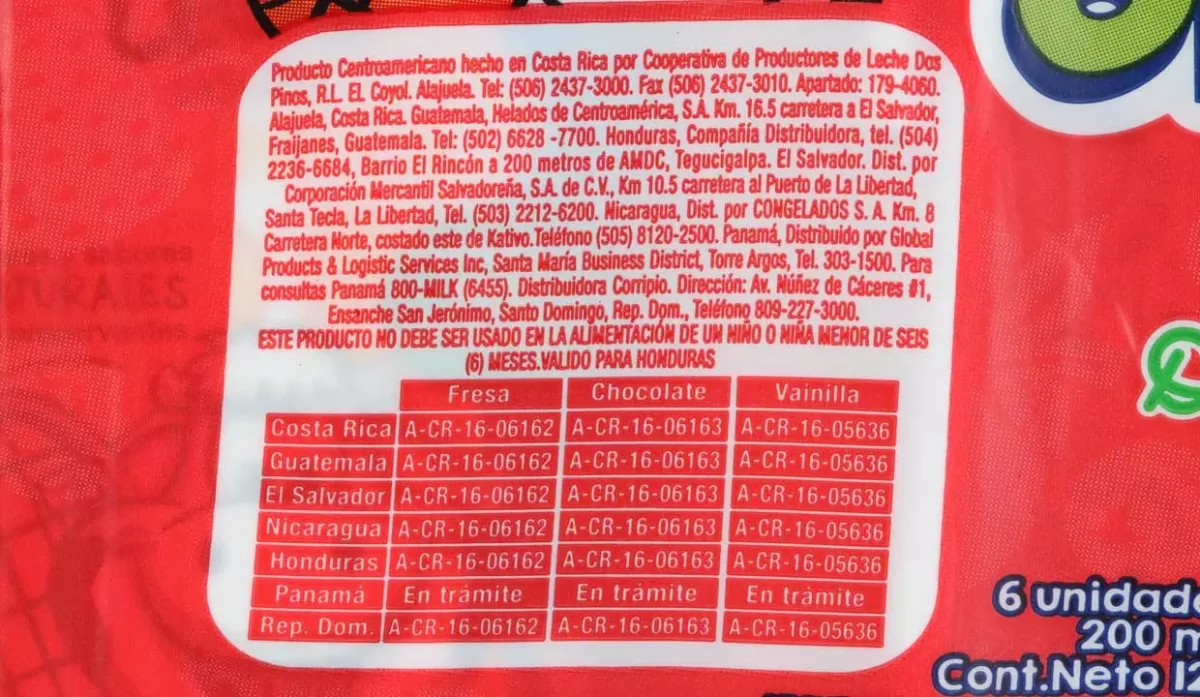 Producto Centroamericano hecho en Costa Rica por Cooperativa de Productores de Leche Dos
Pinos, R.L. EL Coyol. Alajuela. Tel: (506) 2437-3000. Fax (506) 2437-3010. Apartado: 179-4060.
Alajuela, Costa Rica. Guatemala, Helados de Centroamérica, S.A. Km. 16.5 carretera a El Salvador,
Fraijanes, Guatemala. Tel: (502) 6628 -7700. Honduras, Compañía Distribuidora, tel. (504)
2236-6684, Barrio El Rincón a 200 metros de AMDC, Tegucigalpa. El Salvador. Dist. por
Corporación Mercantil Salvadoreña, S.A. de C.V., Km 10.5 carretera al Puerto de La Libertad,
Santa Tecla, La Libertad, Tel. (503) 2212-6200. Nicaragua, Dist. por CONGELADOS S. A. Km. 8
Carretera Norte, costado este de Kativo.Teléfono (505) 8120-2500. Panamá, Distribuido por Global
Products & Logistic Services Inc, Santa María Business District, Torre Argos, Tel. 303-1500. Para
consultas Panamá 800-MILK (6455). Distribuidora Corripio. Dirección: Av. Núñez de Cáceres #1,
Ensanche San Jerónimo, Santo Domingo, Rep. Dom., Teléfono 809-227-3000.
ESTE PRODUCTO NO DEBE SER USADO EN LA ALIMENTACIÓN DE UN NIÑO O NIÑA MENOR DE SEIS
(6) MESES.VALIDO PARA HONDURAS
Fresa Chocolate Vainilla
Costa Rica A-CR-16-06162 A-CR-16-06163 A-CR-16-05636
Guatemala A-CR-16-06162 A-CR-16-06163 A-CR-16-05636
El Salvador A-CR-16-06162 A-CR-16-06163 A-CR-16-05636
Nicaragua A-CR-16-06162 A-CR-16-06163 A-CR-16-05636
Honduras A-CR-16-06162 A-CR-16-06163 A-CR-16-05636
Panamá En trámite En trámite En trámite
Rep. Dom. A-CR-16-06162 A-CR-16-06163 A-CR-16-05636
6 unidad
200 m
Cont.Neto 12